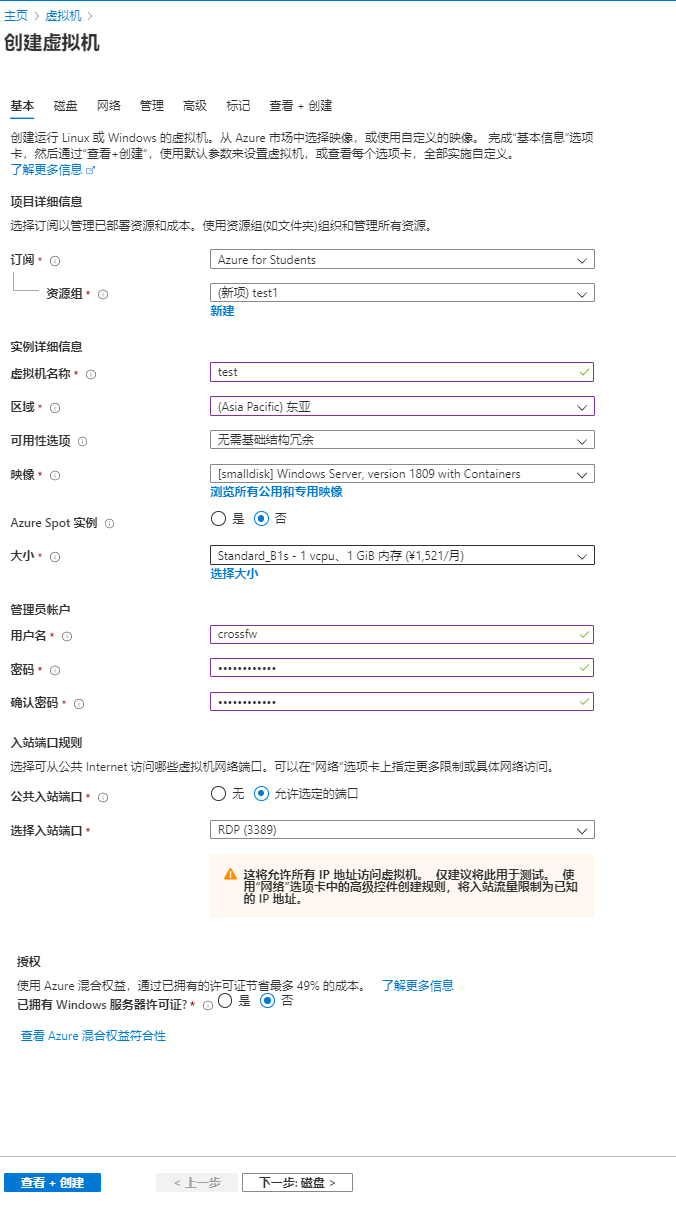 主页 > 虚拟机 >
创建虚拟机
基本 磁盘 网络 管理 高级 标记 查看 + 创建
创建运行 Linux 或 Windows 的虚拟机。从 Azure 市场中选择映像，或使用自定义的映像。 完成"基本信息"选项
卡，然后通过"查看+创建"，使用默认参数来设置虚拟机，或查看每个选项卡，全部实施自定义。
了解更多信息
项目详细信息
选择订阅以管理已部署资源和成本。使用资源组(如文件夹)组织和管理所有资源。
订阅 * Azure for Students
资源组 * (新项) test1
新建
实例详细信息
虚拟机名称 * test
区域 * (Asia Pacific) 东亚
可用性选项 无需基础结构冗余
映像 * [smalldisk] Windows Server, version 1809 with Containers
浏览所有公用和专用映像
Azure Spot 实例 是 否
大小 * Standard_B1s - 1 vcpu、1 GiB 内存 (¥1,521/月)
选择大小
管理员帐户
用户名 * crossfw
密码 * ••••••••••••
确认密码 * ••••••••••••
入站端口规则
选择可从公共 Internet 访问哪些虚拟机网络端口。可以在"网络"选项卡上指定更多限制或具体网络访问。
公共入站端口 * 无 允许选定的端口
选择入站端口 * RDP (3389)
这将允许所有 IP 地址访问虚拟机。 仅建议将此用于测试。 使
用"网络"选项卡中的高级控件创建规则，将入站流量限制为已知
的 IP 地址。
授权
使用 Azure 混合权益，通过已拥有的许可证节省最多 49% 的成本。 了解更多信息
已拥有 Windows 服务器许可证? * 是 否
查看 Azure 混合权益符合性
查看 + 创建 < 上一步 下一步: 磁盘 >